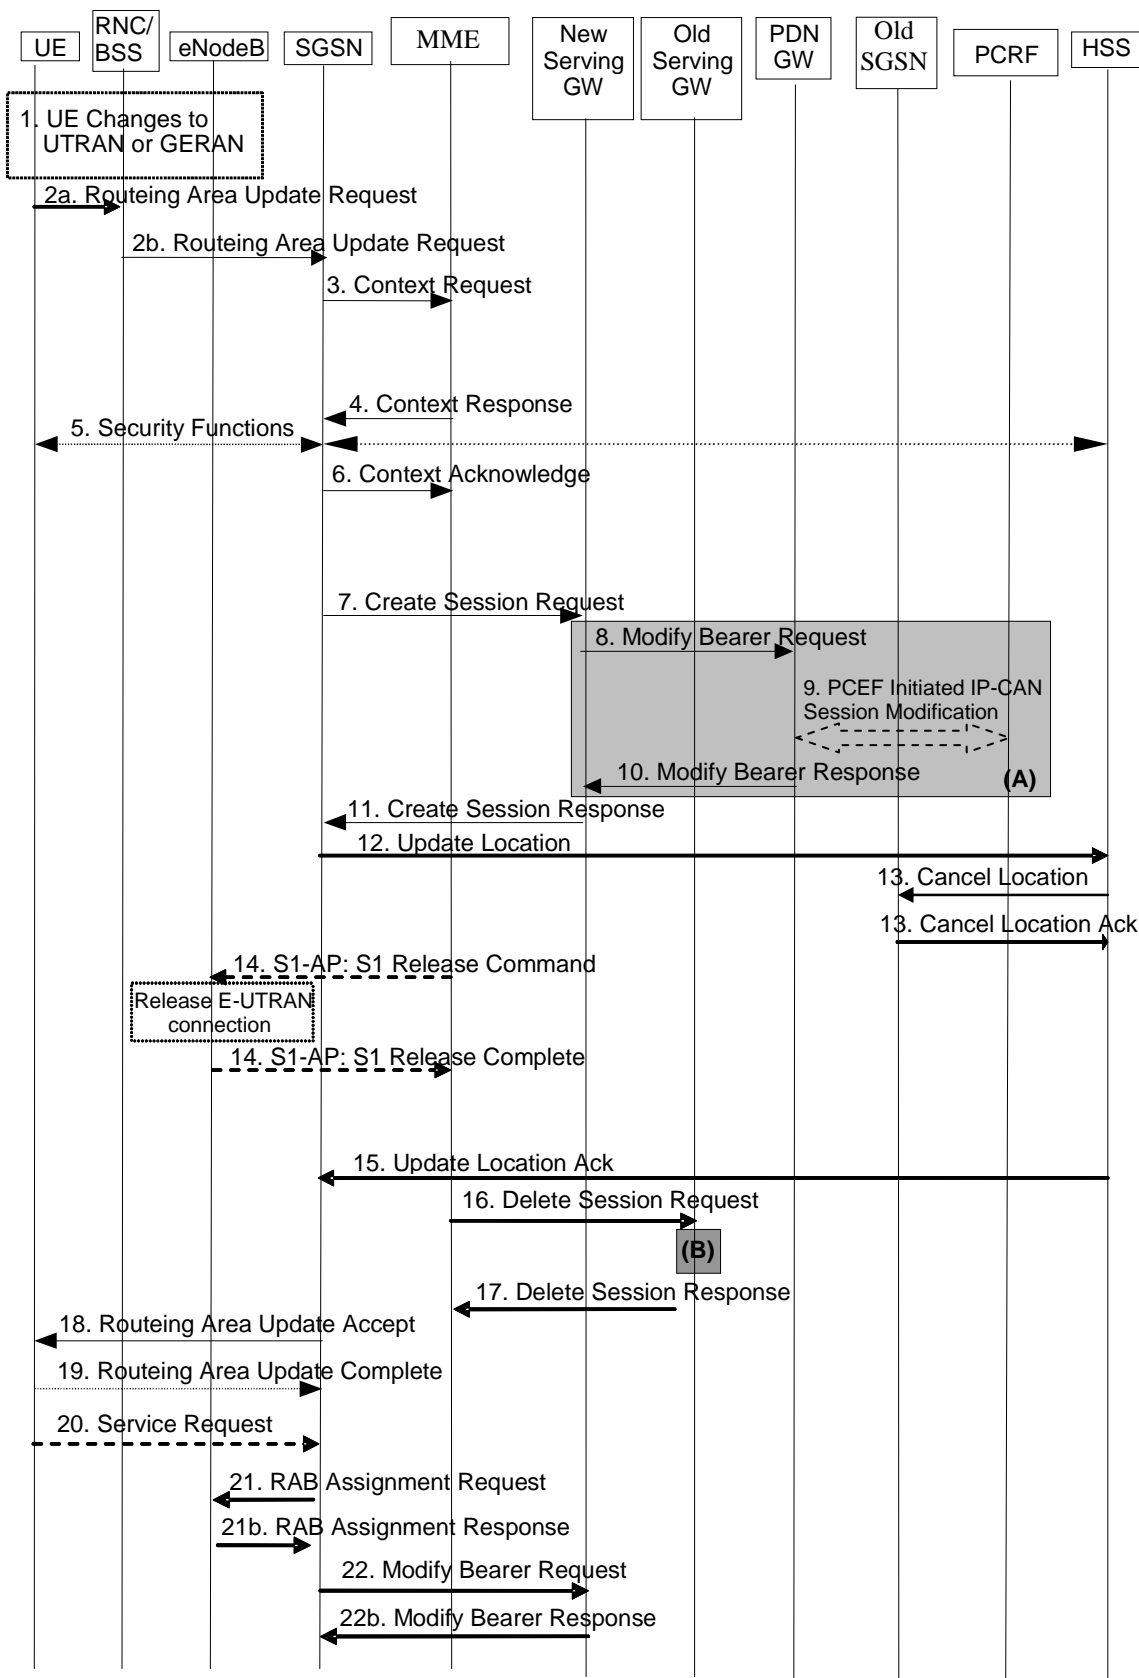 UE
RNC/
BSS
eNodeB
SGSN
MME
New
Serving
GW
Old
Serving
GW
PDN
GW
Old
SGSN
PCRF
HSS
1. UE Changes to
UTRAN or GERAN
2a. Routeing Area Update Request
2b. Routeing Area Update Request
3. Context Request
4. Context Response
5. Security Functions
6. Context Acknowledge
7. Create Session Request
8. Modify Bearer Request
9. PCEF Initiated IP-CAN
Session Modification
10. Modify Bearer Response
(A)
11. Create Session Response
12. Update Location
13. Cancel Location
13. Cancel Location Ack
14. S1-AP: S1 Release Command
Release E-UTRAN
connection
14. S1-AP: S1 Release Complete
15. Update Location Ack
16. Delete Session Request
(B)
17. Delete Session Response
18. Routeing Area Update Accept
19. Routeing Area Update Complete
20. Service Request
21. RAB Assignment Request
21b. RAB Assignment Response
22. Modify Bearer Request
22b. Modify Bearer Response